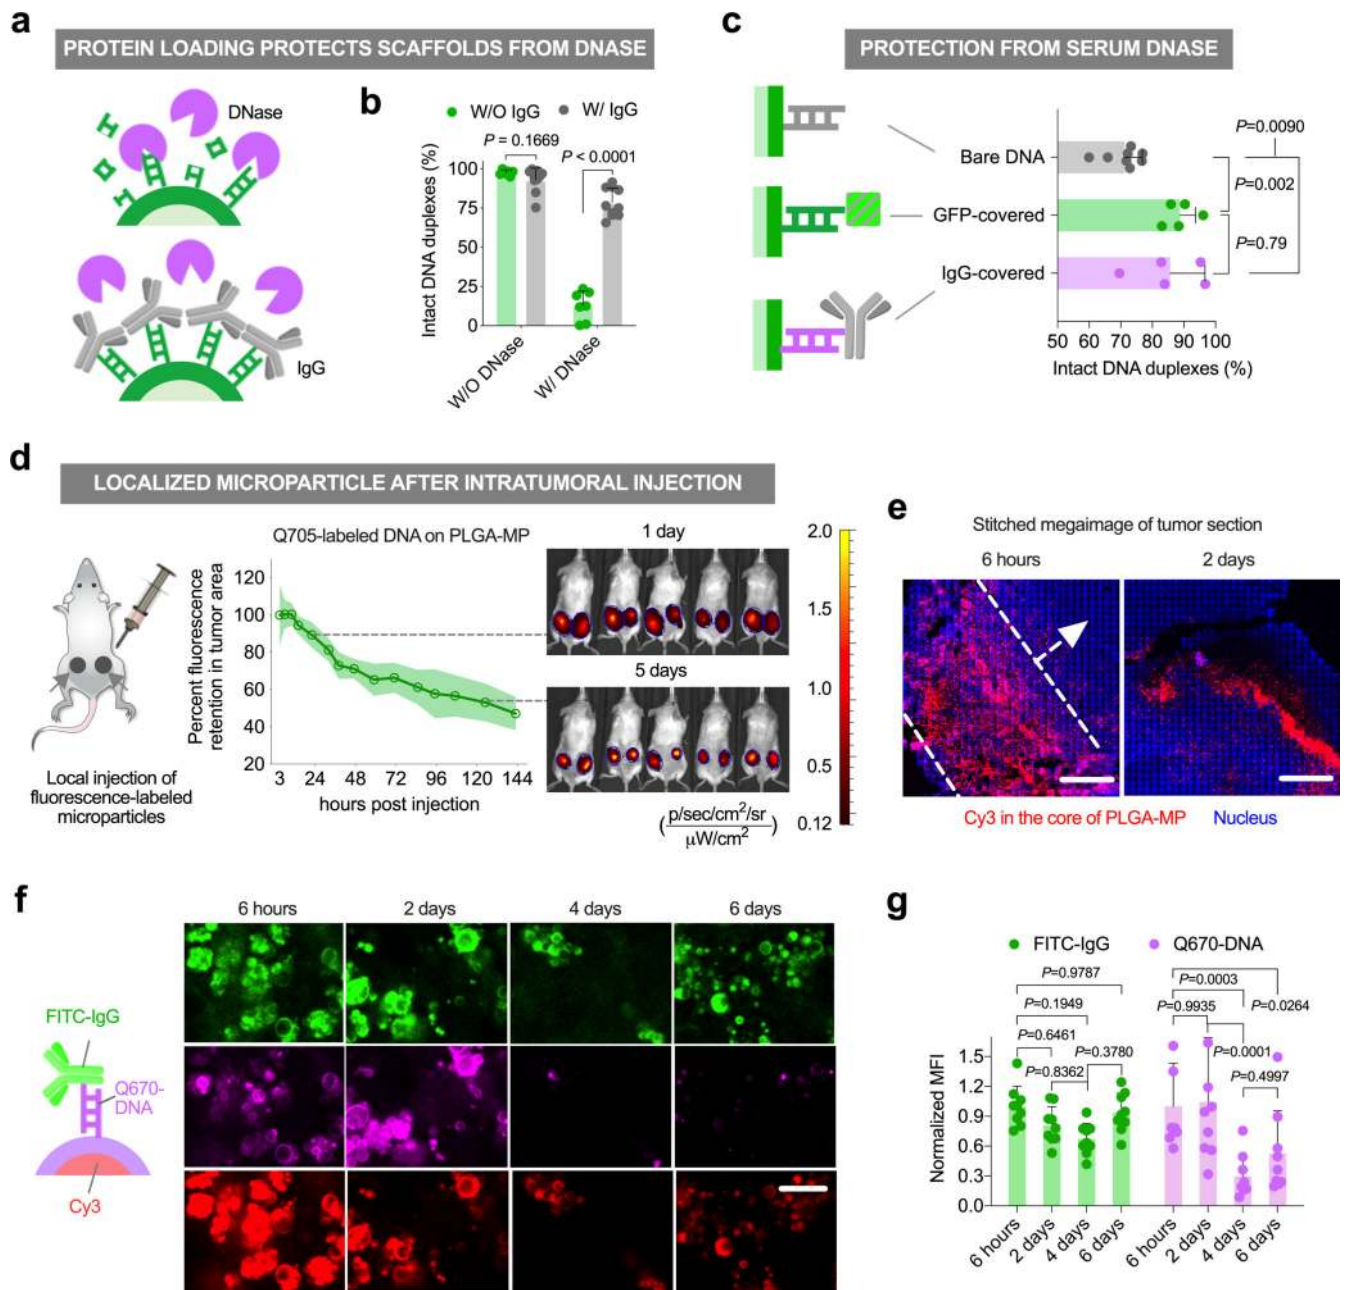 a
PROTEIN LOADING PROTECTS SCAFFOLDS FROM DNASE
DNase
IgG
b
W/O IgG
W/ IgG
P = 0.1669
P < 0.0001
Intact DNA duplexes (%)
100
75
50
25
0
W/O DNase
W/ DNase
c
PROTECTION FROM SERUM DNASE
Bare DNA
GFP-covered
IgG-covered
P=0.0090
P=0.002
P=0.79
50 60 70 80 90 100
Intact DNA duplexes (%)
d
LOCALIZED MICROPARTICLE AFTER INTRATUMORAL INJECTION
Local injection of
fluorescence-labeled
microparticles
Q705-labeled DNA on PLGA-MP
Percent fluorescence
retention in tumor area
120
100
80
60
40
20
3 24 48 72 96 120 144
hours post injection
1 day
5 days
2.0
1.5
1.0
0.5
0.12
(p/sec/cm²/sr
µW/cm²)
e
Stitched megaimage of tumor section
6 hours
2 days
Cy3 in the core of PLGA-MP
Nucleus
f
6 hours
2 days
4 days
6 days
FITC-IgG
Q670-
DNA
Cy3
g
FITC-IgG
Q670-DNA
P=0.9787
P=0.1949
P=0.6461
P=0.8362
P=0.3780
P=0.0003
P=0.9935
P=0.0264
P=0.0001
P=0.4997
Normalized MFI
1.5
1.2
0.9
0.6
0.3
0.0
6 hours
2 days
4 days
6 days
6 hours
2 days
4 days
6 days